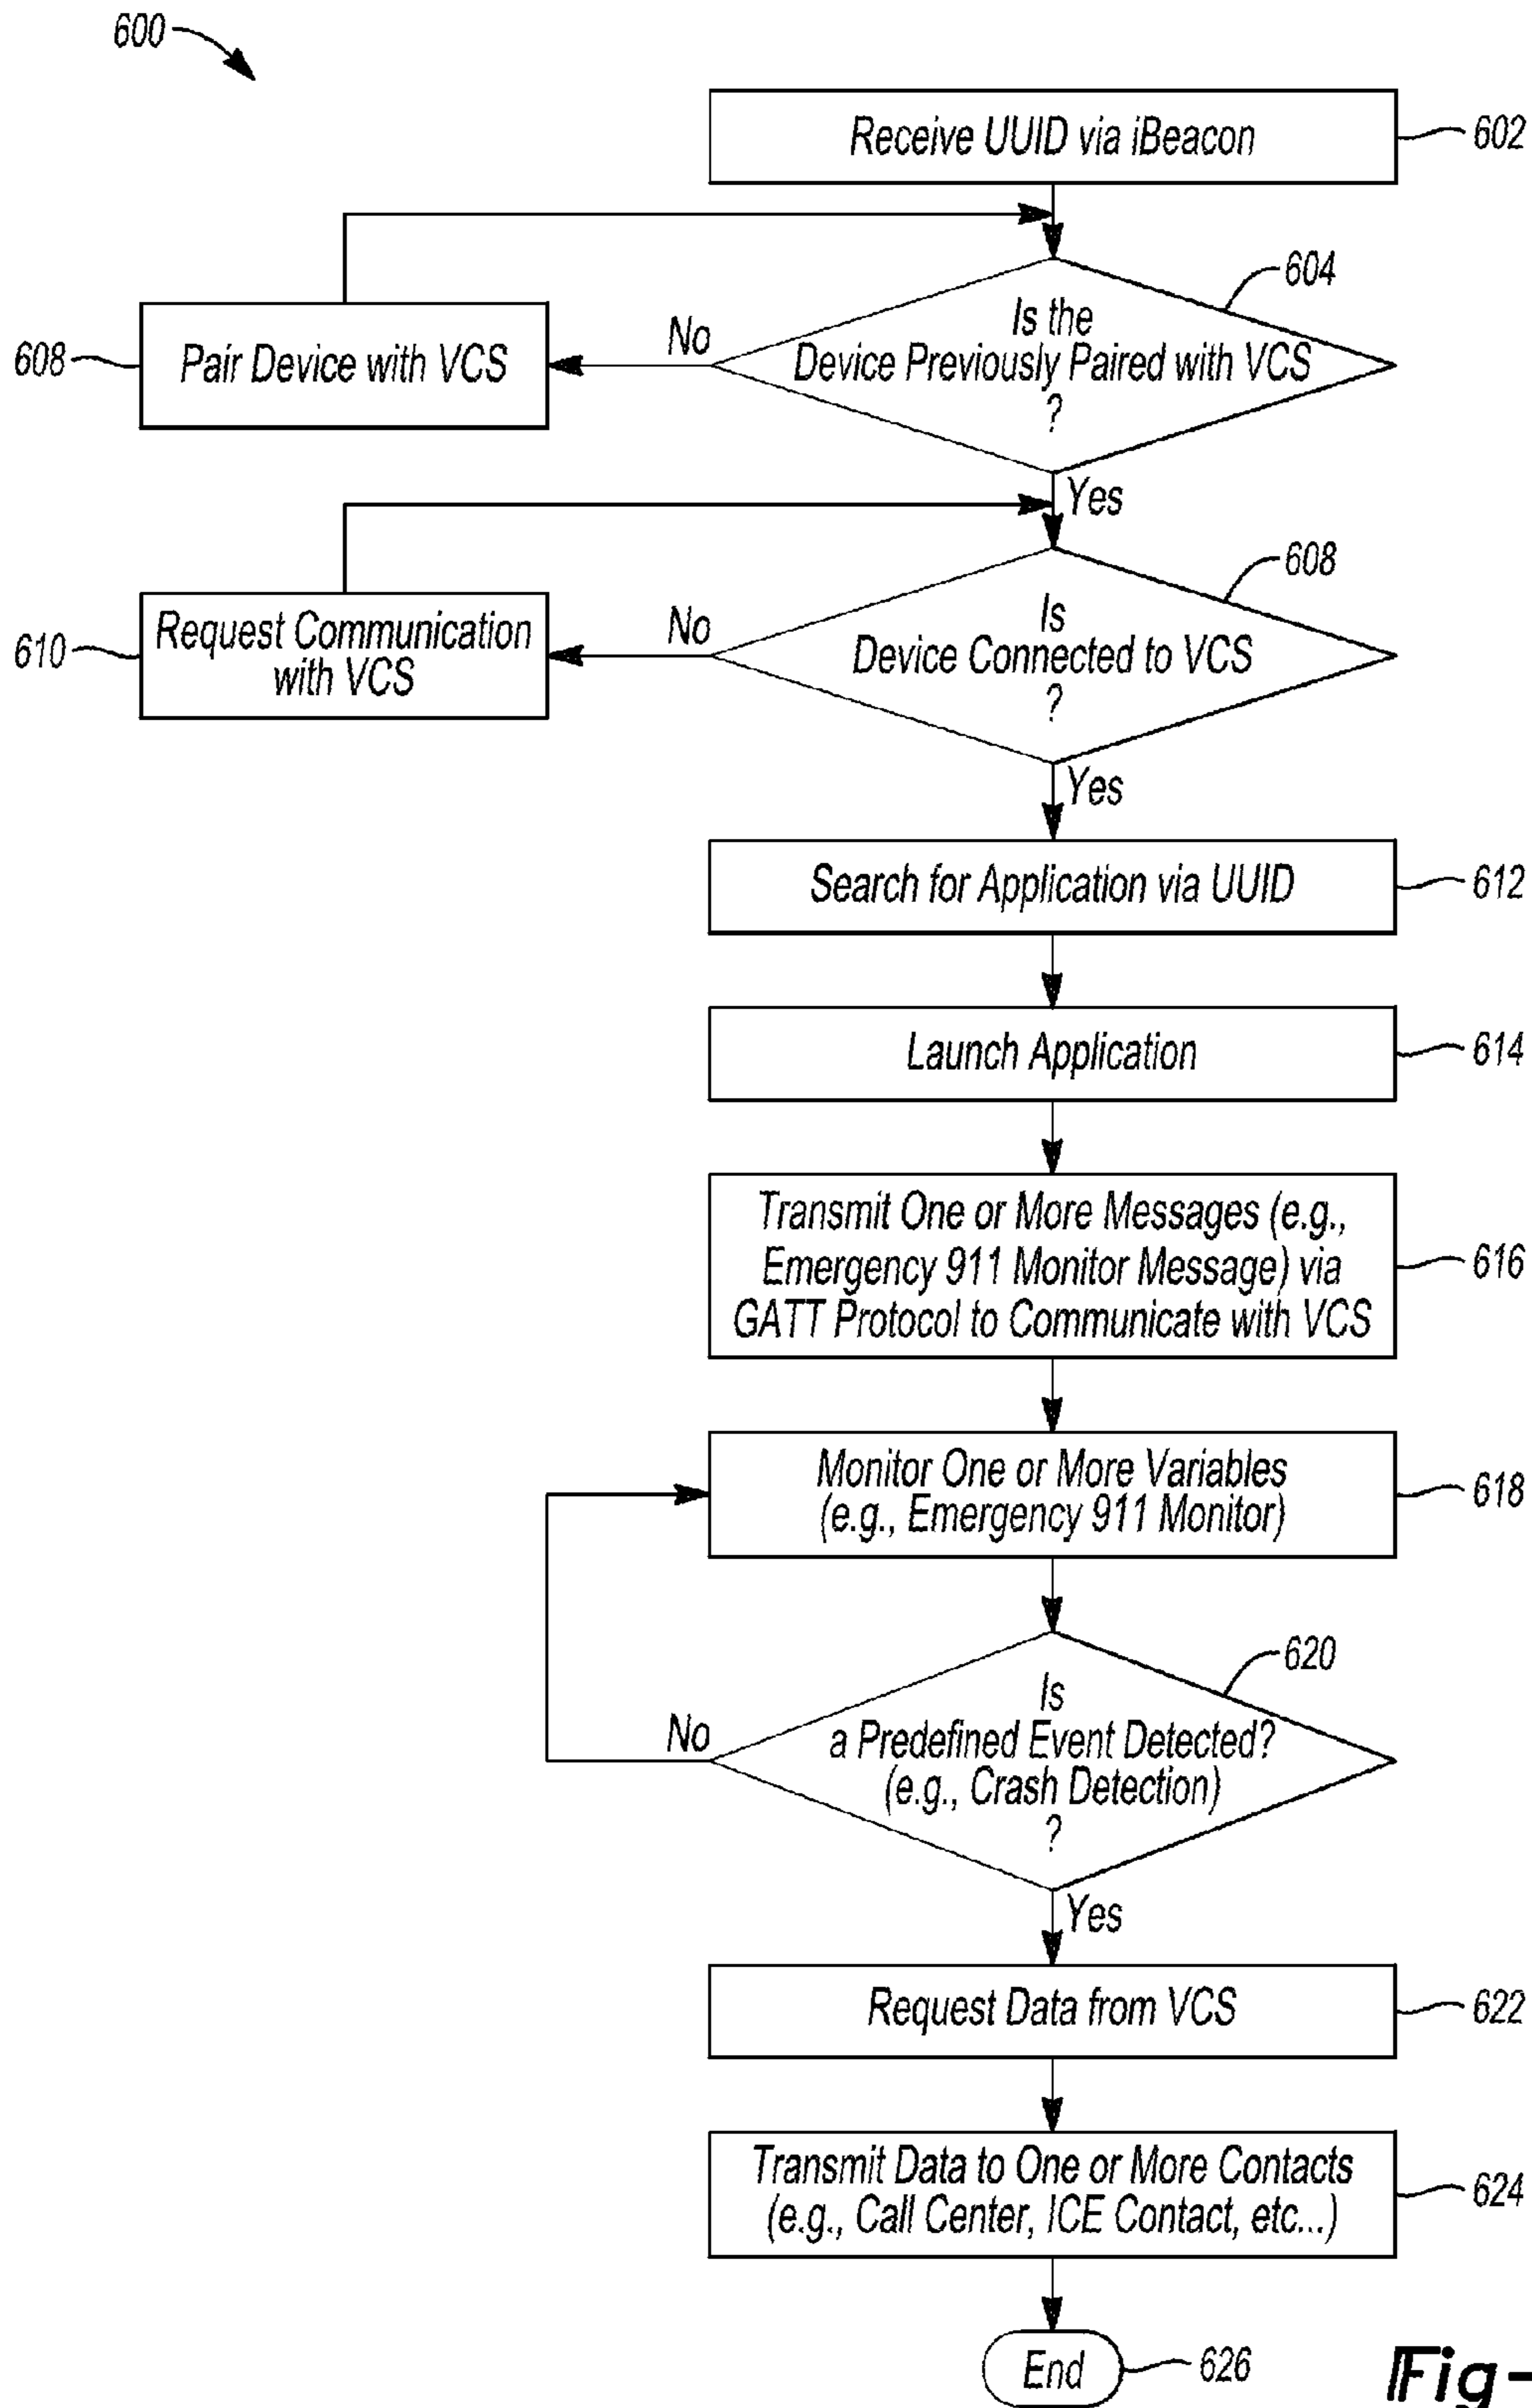 600
Receive UUID via iBeacon
602
604
Is the
Device Previously Paired with VCS
?
No
Pair Device with VCS
608
Yes
608
Is
Device Connected to VCS
?
No
Request Communication
with VCS
610
Yes
Search for Application via UUID
612
Launch Application
614
Transmit One or More Messages (e.g.,
Emergency 911 Monitor Message) via
GATT Protocol to Communicate with VCS
616
Monitor One or More Variables
(e.g., Emergency 911 Monitor)
618
620
Is
a Predefined Event Detected?
(e.g., Crash Detection)
?
No
Yes
Request Data from VCS
622
Transmit Data to One or More Contacts
(e.g., Call Center, ICE Contact, etc...)
624
End
626
Fig-